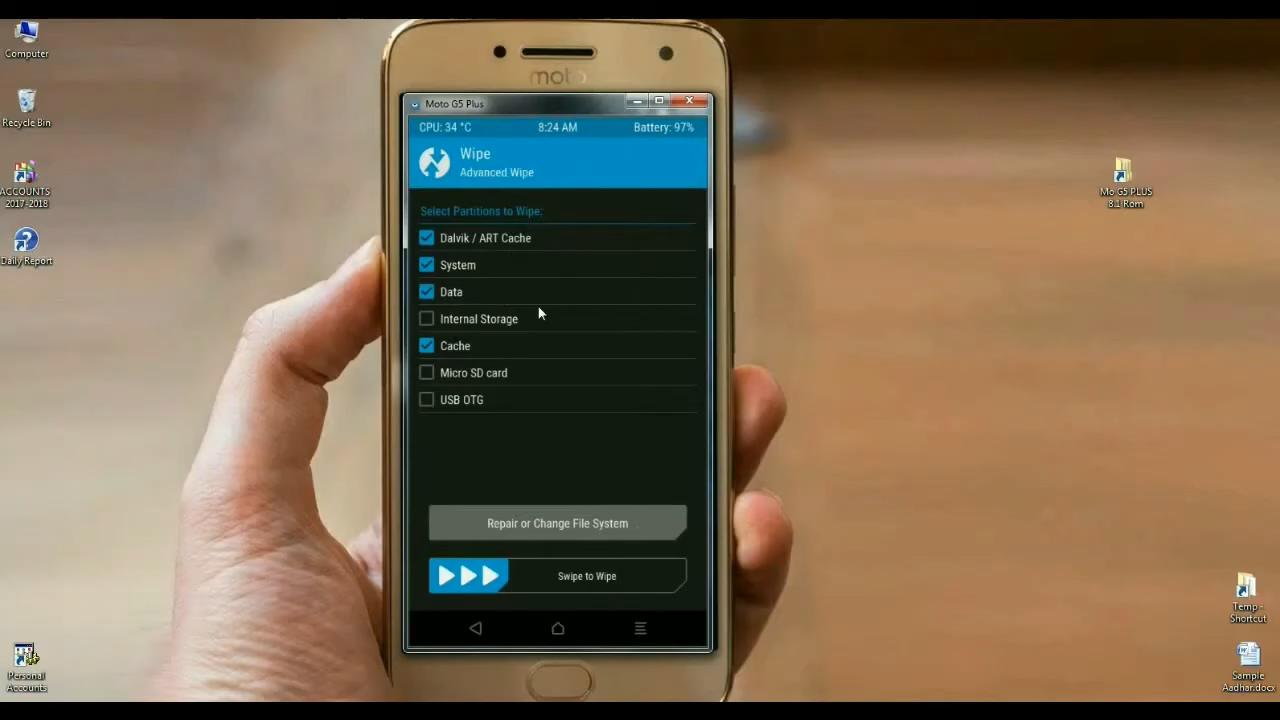 Computer
Recycle Bin
ACCOUNTS
2017-2018
Daily Report
Personal
Accounts
moto
Moto G5 Plus
CPU: 34 °C 8:24 AM Battery: 97%
Wipe
Advanced Wipe
Select Partitions to Wipe:
Dalvik / ART Cache
System
Data
Internal Storage
Cache
Micro SD card
USB OTG
Repair or Change File System
Swipe to Wipe
Mo G5 PLUS
8.1 Rom
Temp -
Shortcut
Sample
Aadhar.docx